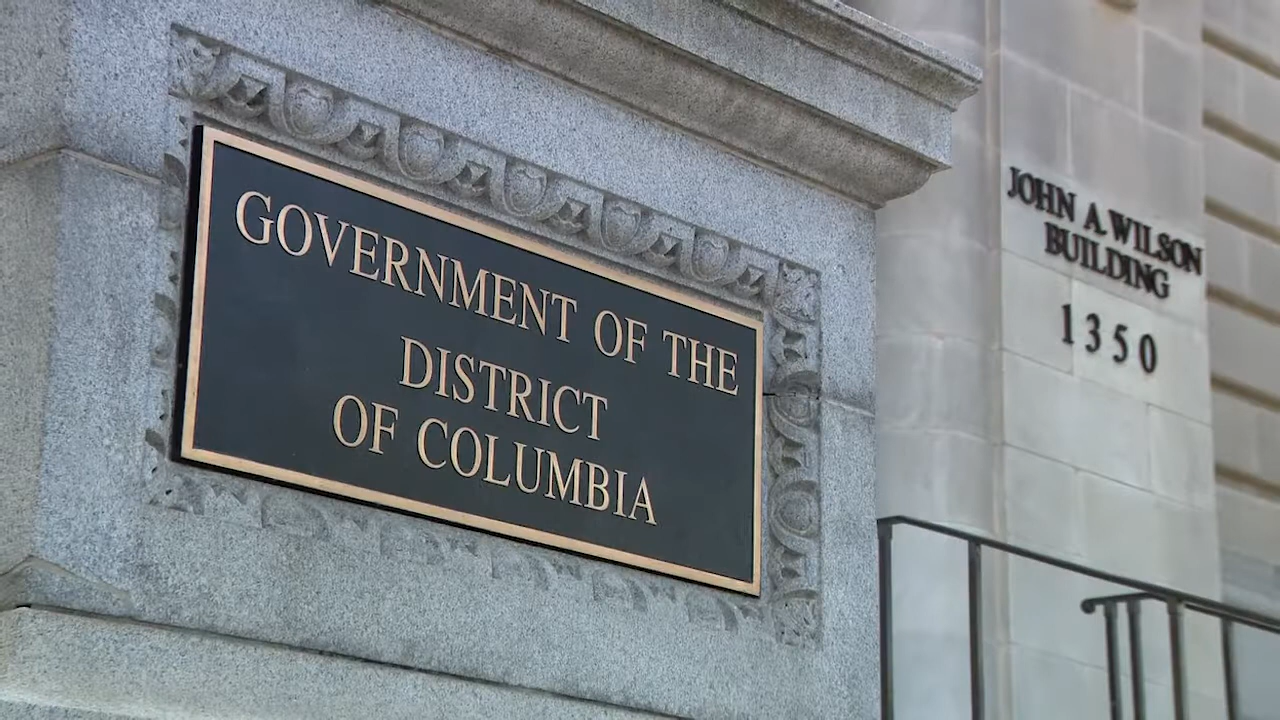 GOVERNMENT OF THE
DISTRICT
OF COLUMBIA
JOHN A. WILSON
BUILDING
1350